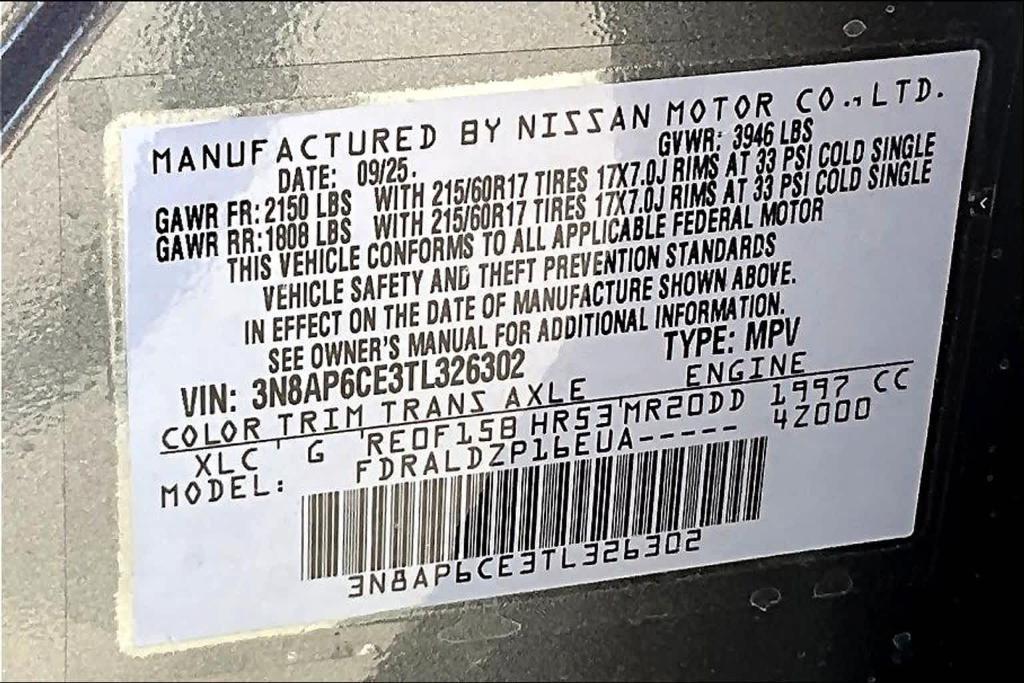 MANUFACTURED BY NISSAN MOTOR CO.,LTD.
DATE: 09/25. GVWR: 3946 LBS
GAWR FR: 2150 LBS WITH 215/60R17 TIRES 17X7.0J RIMS AT 33 PSI COLD SINGLE
GAWR RR: 1808 LBS WITH 215/60R17 TIRES 17X7.0J RIMS AT 33 PSI COLD SINGLE
THIS VEHICLE CONFORMS TO ALL APPLICABLE FEDERAL MOTOR
VEHICLE SAFETY AND THEFT PREVENTION STANDARDS
IN EFFECT ON THE DATE OF MANUFACTURE SHOWN ABOVE.
SEE OWNER'S MANUAL FOR ADDITIONAL INFORMATION.
VIN: 3N8AP6CE3TL326302 TYPE: MPV
COLOR TRIM TRANS AXLE ENGINE
XLC G RE0F15B HR53 MR20DD 1997 CC
MODEL: FDRALDZP16EUA----- 42000
3N8AP6CE3TL326302